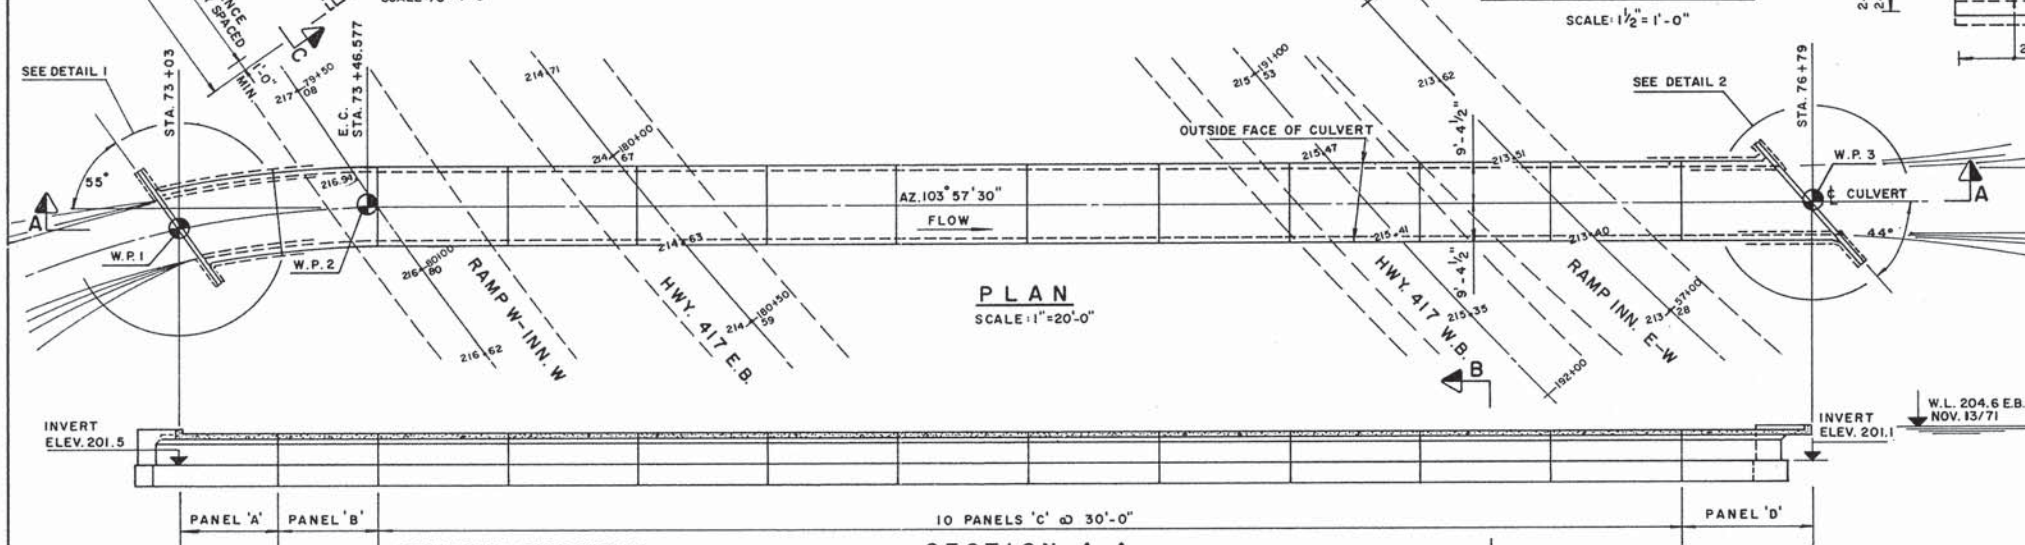 SCALE: 1½" = 1'-0"
SPACED
C
1'-0"
MIN.
SEE DETAIL 1
STA. 73+03
E.C.
STA. 73+46.577
217 79+50
08
214.71
214 180+00
67
215 191+00
53
213.62
SEE DETAIL 2
STA. 76+79
OUTSIDE FACE OF CULVERT
9'-4½"
215.47
213.51
W.P. 3
55°
216.94
A
AZ. 103° 57' 30"
FLOW
℄ CULVERT
A
W.P. 1
W.P. 2
214.63
215.41
213.40
44°
216 80+00
80
RAMP W-INN. W
HWY. 417 E.B.
214 180+50
59
216.62
PLAN
SCALE: 1"=20'-0"
9'-4½"
HWY. 417 W.B.
215.35
RAMP INN. E-W
213 57+00
28
192+00
B
INVERT
ELEV. 201.5
INVERT
ELEV. 201.1
W.L. 204.6 E.B.
NOV. 13/71
PANEL 'A'
PANEL 'B'
10 PANELS 'C' @ 30'-0"
PANEL 'D'